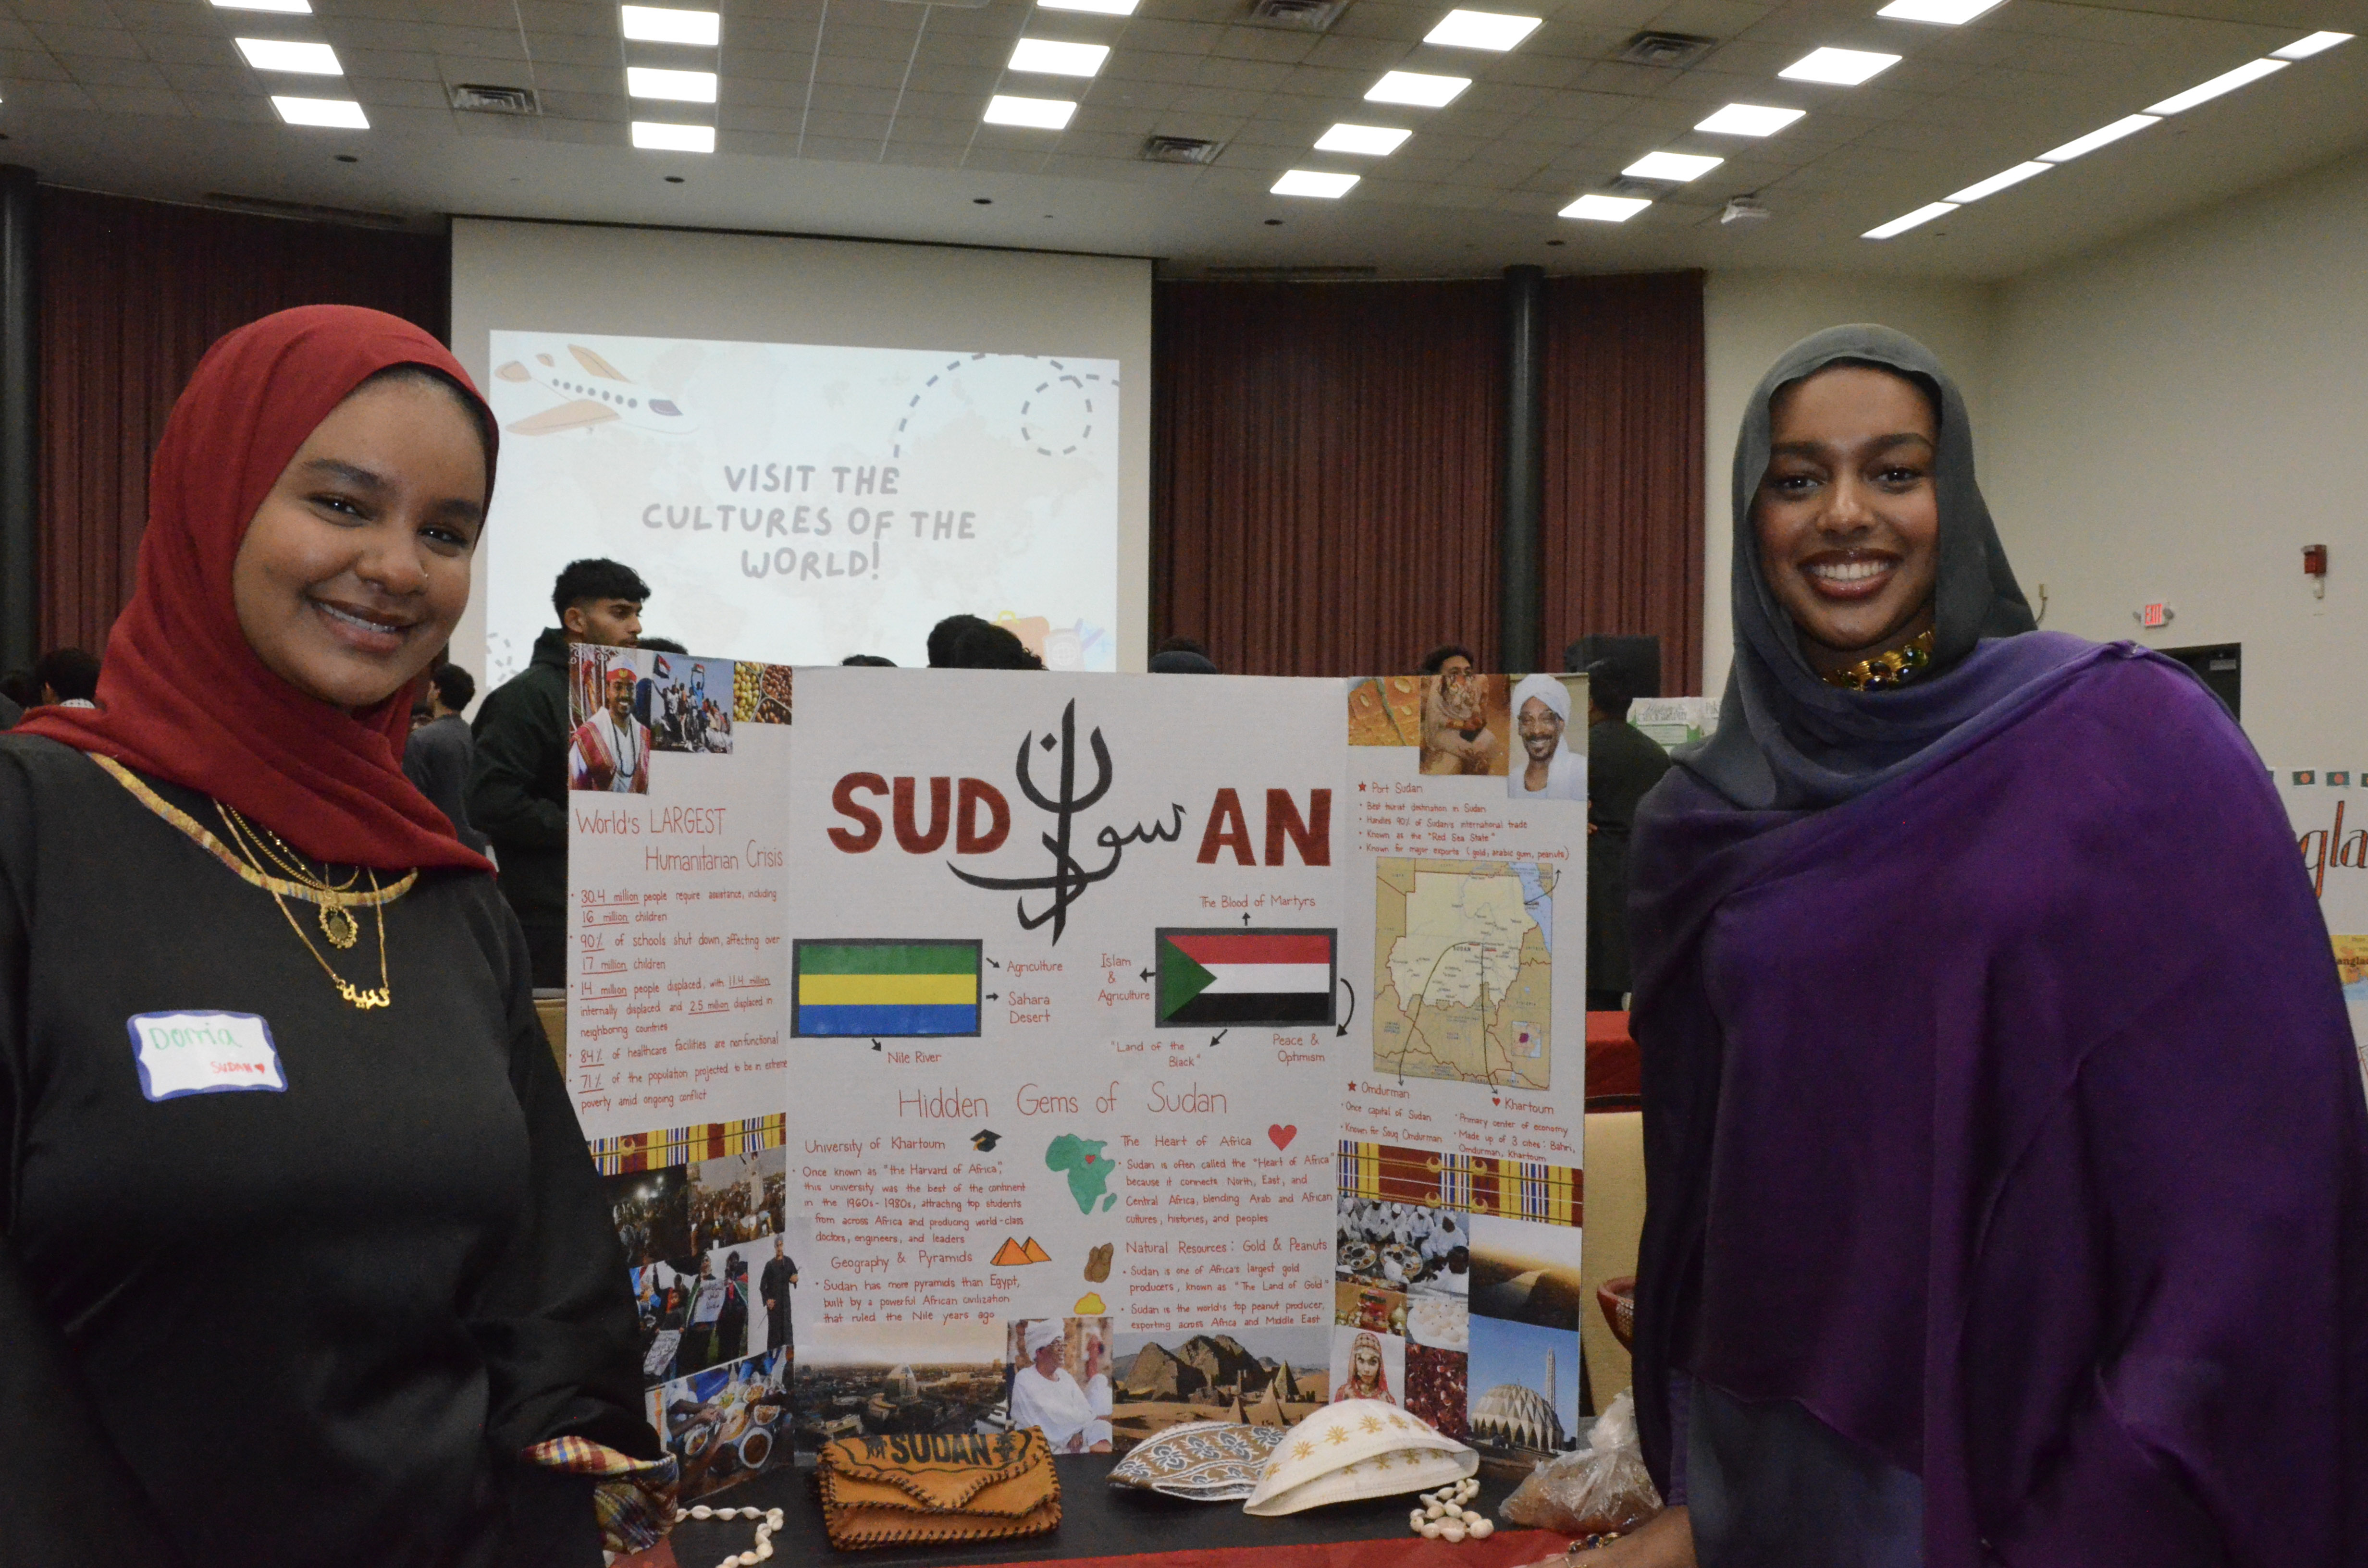 VISIT THE
CULTURES OF THE
WORLD!
Dorria
SUDAN
World's LARGEST
Humanitarian Crisis
• 30.4 million people require assistance, including
16 million children
• 90% of schools shut down, affecting over
17 million children
• 14 million people displaced, with 11.4 million
internally displaced and 2.5 million displaced in
neighboring countries
• 84% of healthcare facilities are nonfunctional
• 71% of the population projected to be in extreme
poverty amid ongoing conflict
SUD AN
سودان
The Blood of Martyrs
Agriculture
Sahara
Desert
Nile River
Islam
&
Agriculture
"Land of the
Black"
Peace &
Optimism
Hidden Gems of Sudan
University of Khartoum
• Once known as "the Harvard of Africa",
this university was the best of the continent
in the 1960s-1980s, attracting top students
from across Africa and producing world-class
doctors, engineers, and leaders
Geography & Pyramids
• Sudan has more pyramids than Egypt,
built by a powerful African civilization
that ruled the Nile years ago
The Heart of Africa
• Sudan is often called the "Heart of Africa"
because it connects North, East, and
Central Africa, blending Arab and African
cultures, histories, and peoples
Natural Resources: Gold & Peanuts
• Sudan is one of Africa's largest gold
producers, known as "The Land of Gold"
• Sudan is the world's top peanut producer,
exporting across Africa and Middle East
Port Sudan
• Best tourist destination in Sudan
• Handles 90% of Sudan's international trade
• Known as the "Red Sea State"
• Known for major exports (gold, arabic gum, peanuts)
Omdurman
• Once capital of Sudan
• Known for Souq Omdurman
Khartoum
• Primary center of economy
• Made up of 3 cities: Bahri,
Omdurman, Khartoum
SUDAN
EXIT